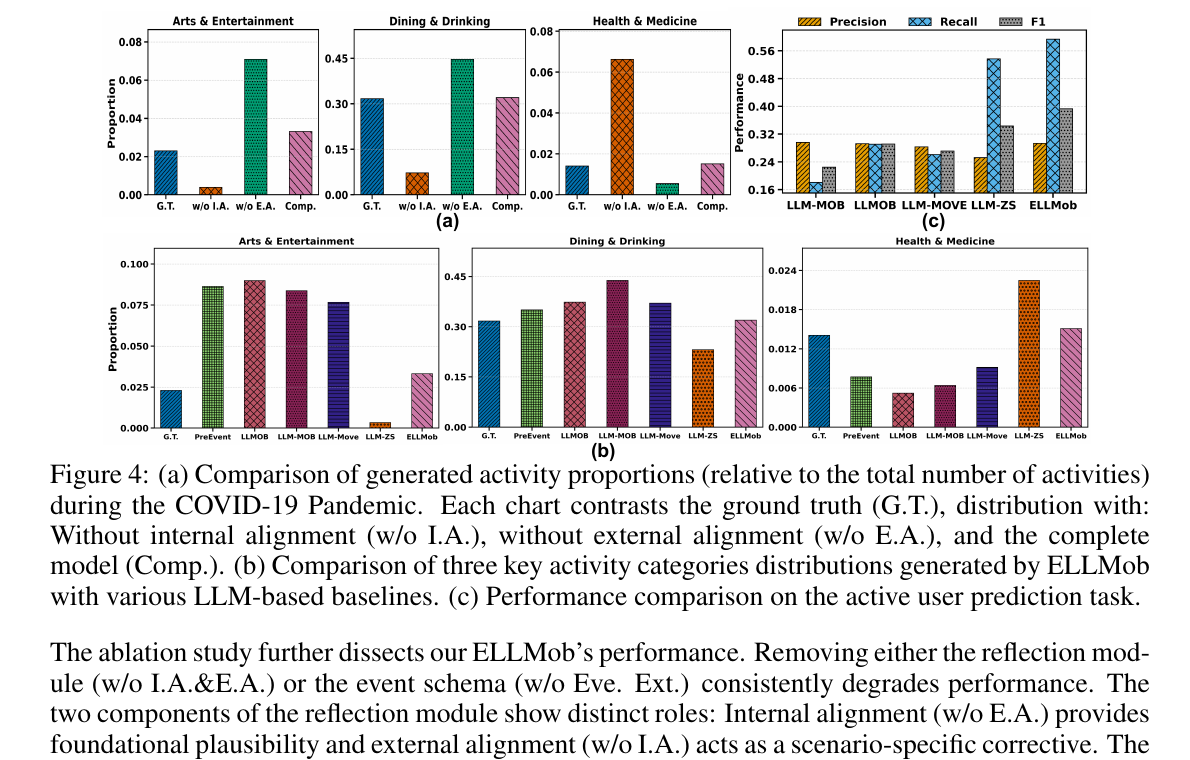 Arts & Entertainment
Dining & Drinking
Health & Medicine
Precision Recall F1
Proportion
0.08
0.06
0.04
0.02
0.00
G.T. w/o I.A. w/o E.A. Comp.
0.45
0.30
0.15
0.00
G.T. w/o I.A. w/o E.A. Comp.
0.08
0.06
0.04
0.02
0.00
G.T. w/o I.A. w/o E.A. Comp.
(a)
Performance
0.56
0.48
0.40
0.32
0.24
0.16
LLM-MOB LLMOB LLM-MOVE LLM-ZS ELLMob
(c)
Arts & Entertainment
Proportion
0.100
0.075
0.050
0.025
0.000
G.T. PreEvent LLMOB LLM-MOB LLM-Move LLM-ZS ELLMob
Dining & Drinking
0.45
0.30
0.15
0.00
G.T. PreEvent LLMOB LLM-MOB LLM-Move LLM-ZS ELLMob
Health & Medicine
0.024
0.018
0.012
0.006
0.000
G.T. PreEvent LLMOB LLM-MOB LLM-Move LLM-ZS ELLMob
(b)
Figure 4: (a) Comparison of generated activity proportions (relative to the total number of activities)
during the COVID-19 Pandemic. Each chart contrasts the ground truth (G.T.), distribution with:
Without internal alignment (w/o I.A.), without external alignment (w/o E.A.), and the complete
model (Comp.). (b) Comparison of three key activity categories distributions generated by ELLMob
with various LLM-based baselines. (c) Performance comparison on the active user prediction task.
The ablation study further dissects our ELLMob's performance. Removing either the reflection mod-
ule (w/o I.A.&E.A.) or the event schema (w/o Eve. Ext.) consistently degrades performance. The
two components of the reflection module show distinct roles: Internal alignment (w/o E.A.) provides
foundational plausibility and external alignment (w/o I.A.) acts as a scenario-specific corrective. The